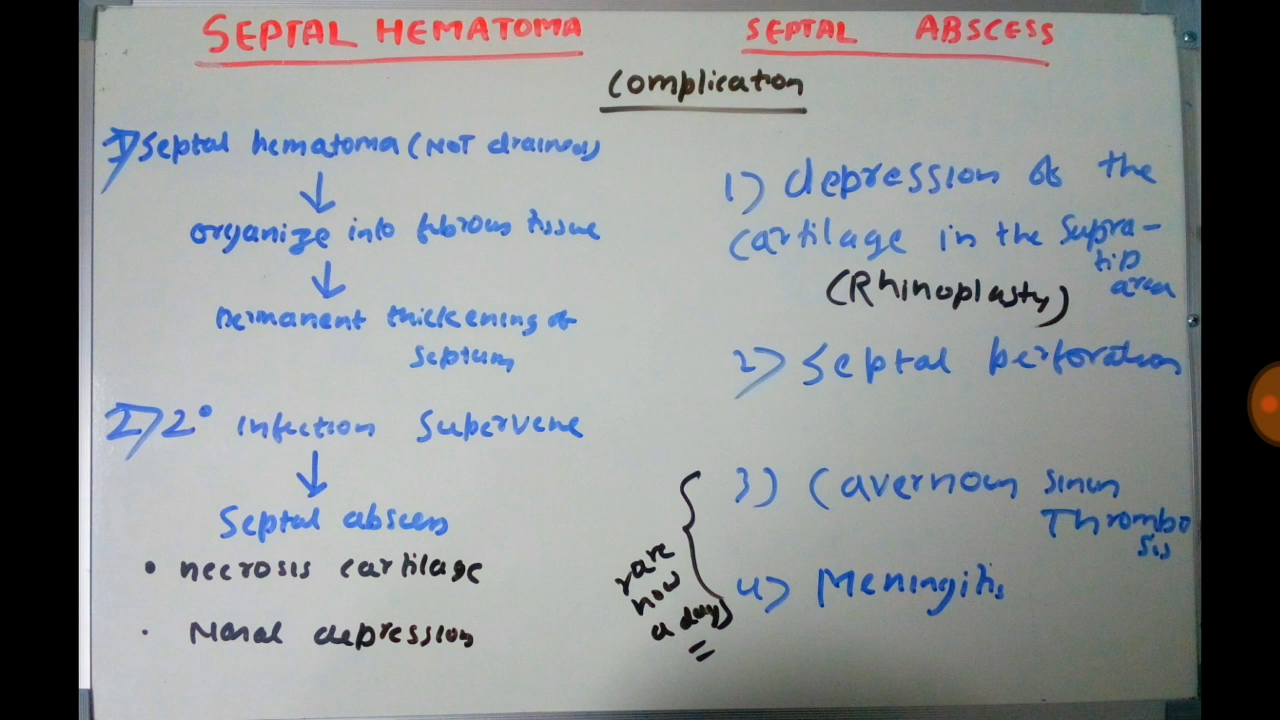 SEPTAL HEMATOMA
SEPTAL ABSCESS
Complication
1) Septal hematoma (NOT drained)
↓
organize into fibrous tissue
↓
permanent thickening of
septum
2) 2° infection supervene
↓
Septal abscess
• necrosis cartilage
• Nasal depression
1) depression of the
cartilage in the Supra-
tip
area
(Rhinoplasty)
2) Septal perforation
3) Cavernous sinus
Thrombo
sis
4) Meningitis
rare
now
a days